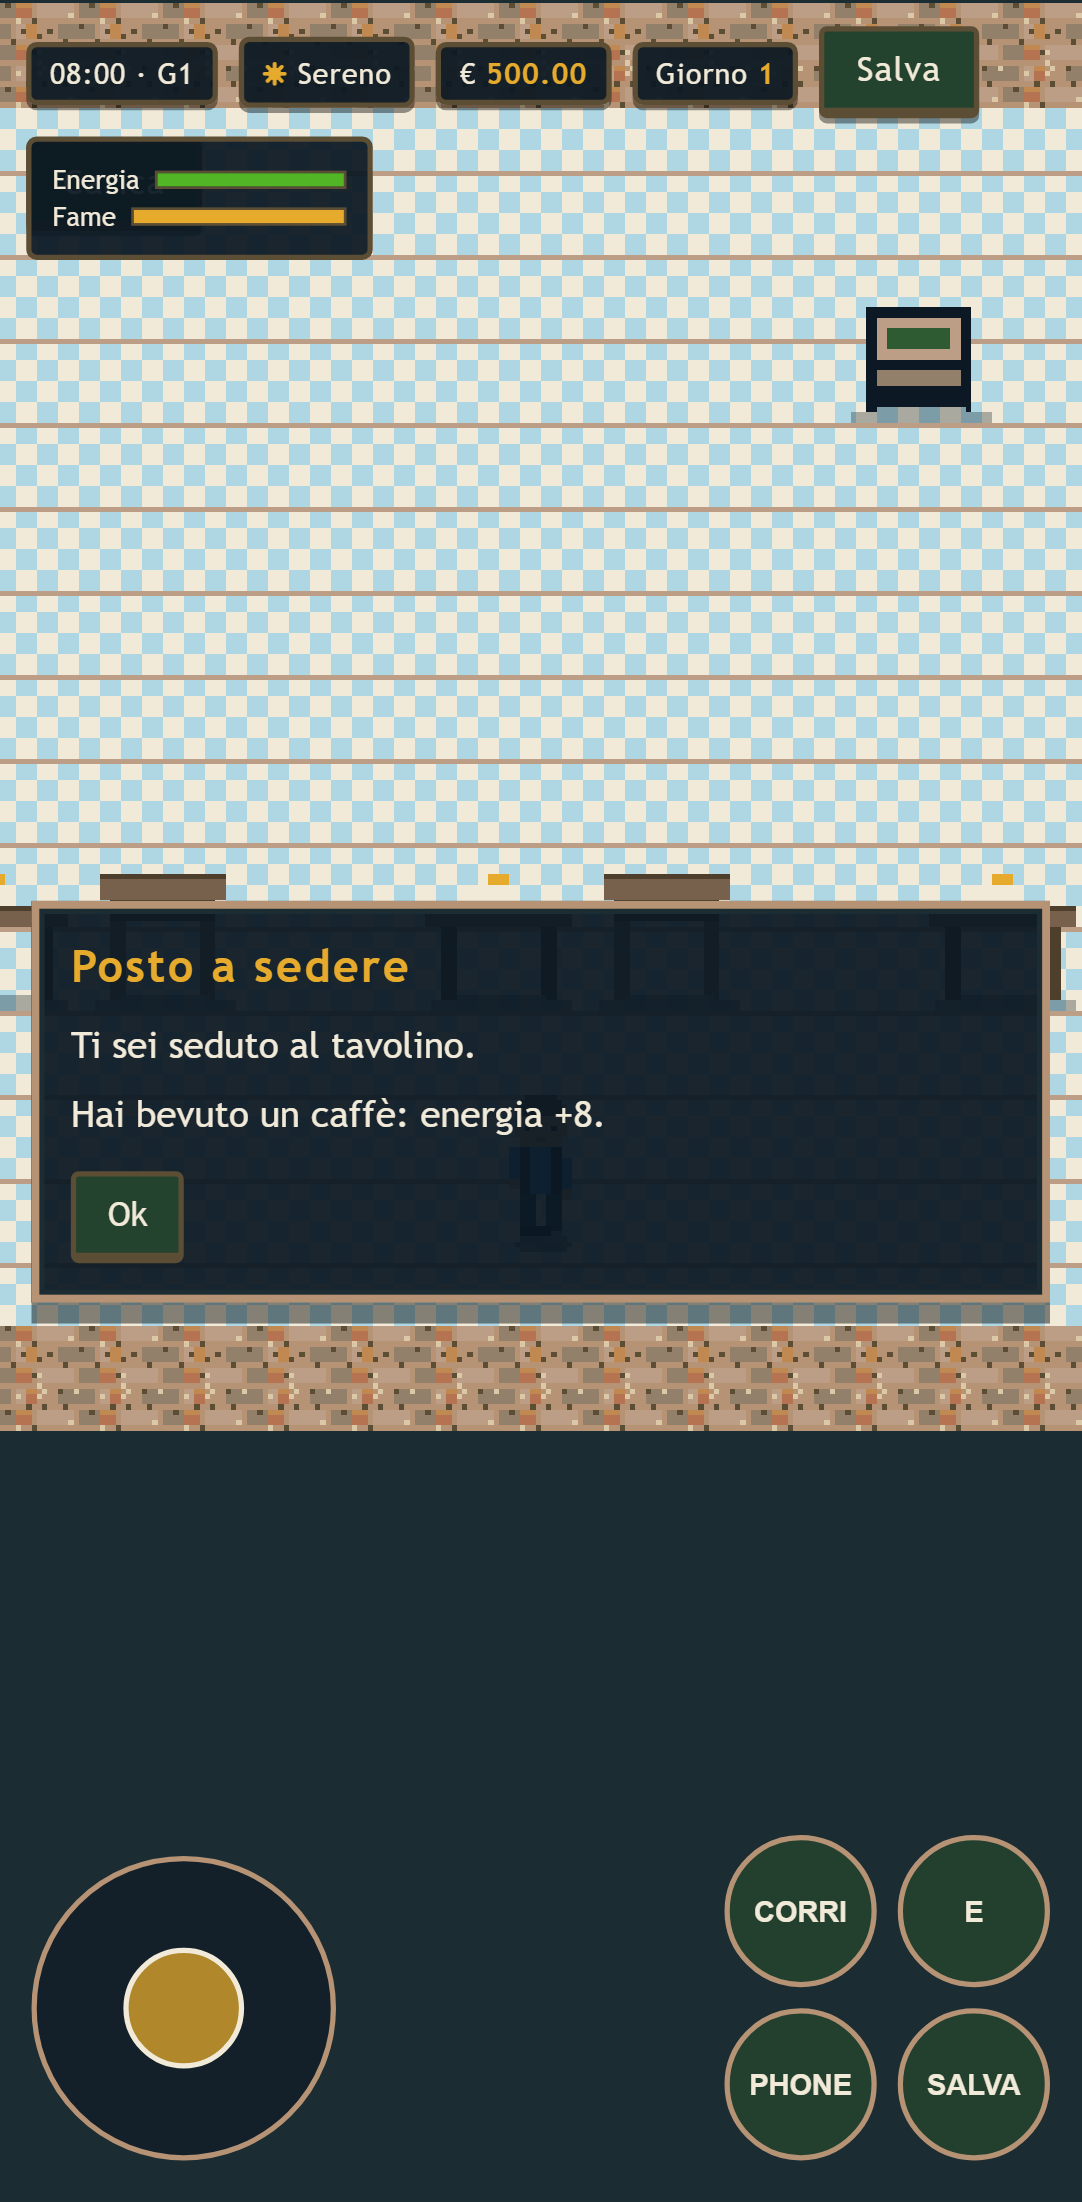 08:00 · G1
Sereno
€ 500.00
Giorno 1
Salva
Energia
Fame
Posto a sedere
Ti sei seduto al tavolino.
Hai bevuto un caffè: energia +8.
Ok
CORRI
E
PHONE
SALVA